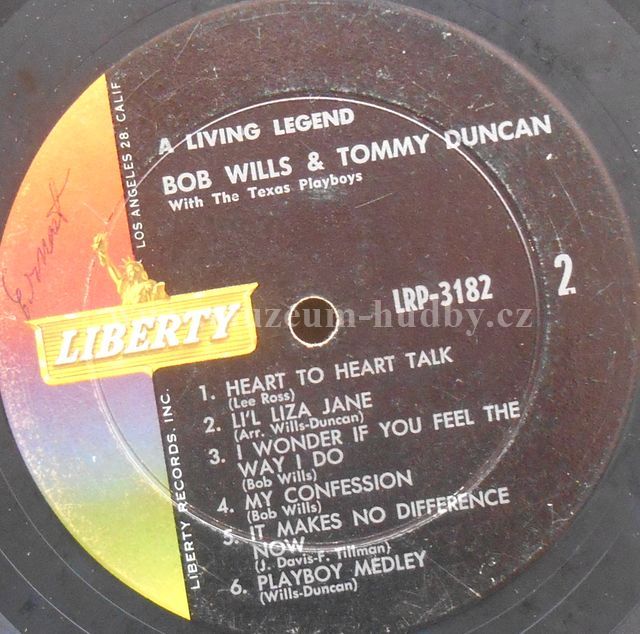 A LIVING LEGEND
BOB WILLS & TOMMY DUNCAN
With The Texas Playboys
LOS ANGELES 28, CALIF.
Ernest
LIBERTY
LRP-3182
2
muzeum-hudby.cz
1. HEART TO HEART TALK
(Lee Ross)
2. LI'L LIZA JANE
(Arr. Wills-Duncan)
3. I WONDER IF YOU FEEL THE
WAY I DO
(Bob Wills)
4. MY CONFESSION
(Bob Wills)
5. IT MAKES NO DIFFERENCE
NOW
(J. Davis-F. Tillman)
6. PLAYBOY MEDLEY
(Wills-Duncan)
LIBERTY RECORDS, INC.